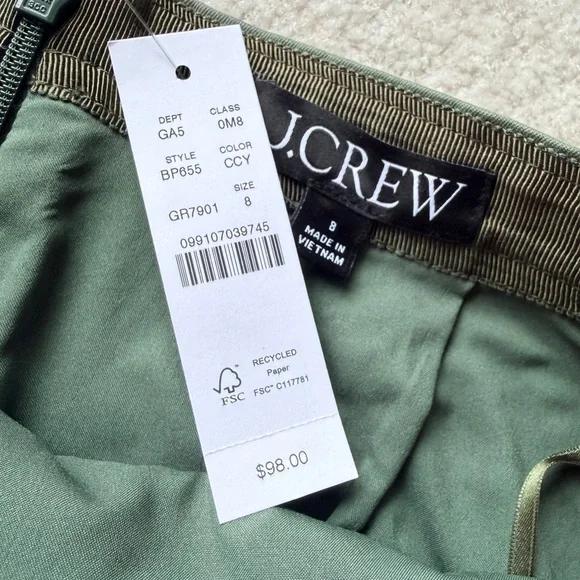 DEPT CLASS
GA5 0M8
STYLE COLOR
BP655 CCY
SIZE
GR7901 8
099107039745
RECYCLED
Paper
FSC
FSC™ C117781
$98.00
J.CREW
8
MADE IN
VIETNAM